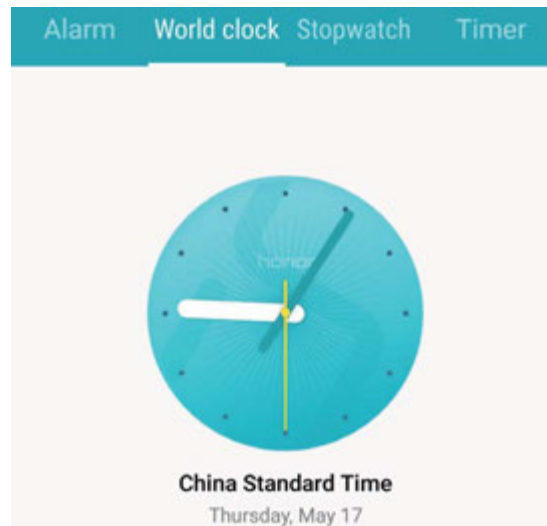 Alarm World clock Stopwatch Timer
honor
China Standard Time
Thursday, May 17